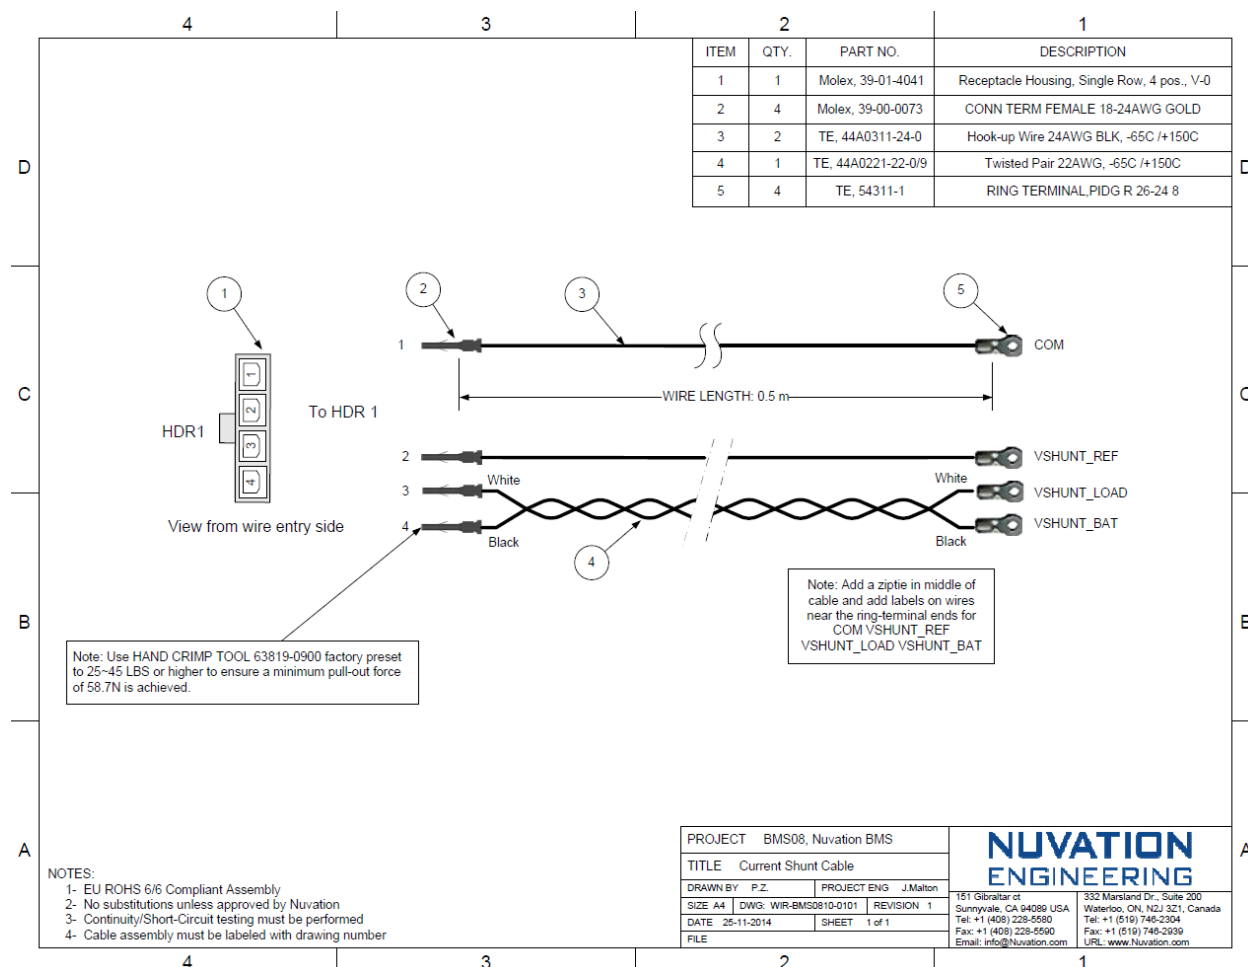 4 3 2 1
ITEM QTY. PART NO. DESCRIPTION
1 1 Molex, 39-01-4041 Receptacle Housing, Single Row, 4 pos., V-0
2 4 Molex, 39-00-0073 CONN TERM FEMALE 18-24AWG GOLD
3 2 TE, 44A0311-24-0 Hook-up Wire 24AWG BLK, -65C /+150C
4 1 TE, 44A0221-22-0/9 Twisted Pair 22AWG, -65C /+150C
5 4 TE, 54311-1 RING TERMINAL,PIDG R 26-24 8
D D
1 2 3 5
1 COM
1
2
3
4
C C
WIRE LENGTH: 0.5 m
HDR1
To HDR 1
2 VSHUNT_REF
White White
3 VSHUNT_LOAD
4 VSHUNT_BAT
Black Black
View from wire entry side
4
Note: Add a ziptie in middle of
cable and add labels on wires
near the ring-terminal ends for
COM VSHUNT_REF
VSHUNT_LOAD VSHUNT_BAT
B B
Note: Use HAND CRIMP TOOL 63819-0900 factory preset
to 25~45 LBS or higher to ensure a minimum pull-out force
of 58.7N is achieved.
A A
NOTES:
1- EU ROHS 6/6 Compliant Assembly
2- No substitutions unless approved by Nuvation
3- Continuity/Short-Circuit testing must be performed
4- Cable assembly must be labeled with drawing number
PROJECT BMS08, Nuvation BMS
TITLE Current Shunt Cable
DRAWN BY P.Z. PROJECT ENG J.Malton
SIZE A4 DWG: WIR-BMS0810-0101 REVISION 1
DATE 25-11-2014 SHEET 1 of 1
FILE
NUVATION
ENGINEERING
151 Gibraltar ct
Sunnyvale, CA 94089 USA
Tel: +1 (408) 228-5580
Fax: +1 (408) 228-5590
Email: info@Nuvation.com
332 Marsland Dr., Suite 200
Waterloo, ON, N2J 3Z1, Canada
Tel: +1 (519) 746-2304
Fax: +1 (519) 746-2939
URL: www.Nuvation.com
4 3 2 1